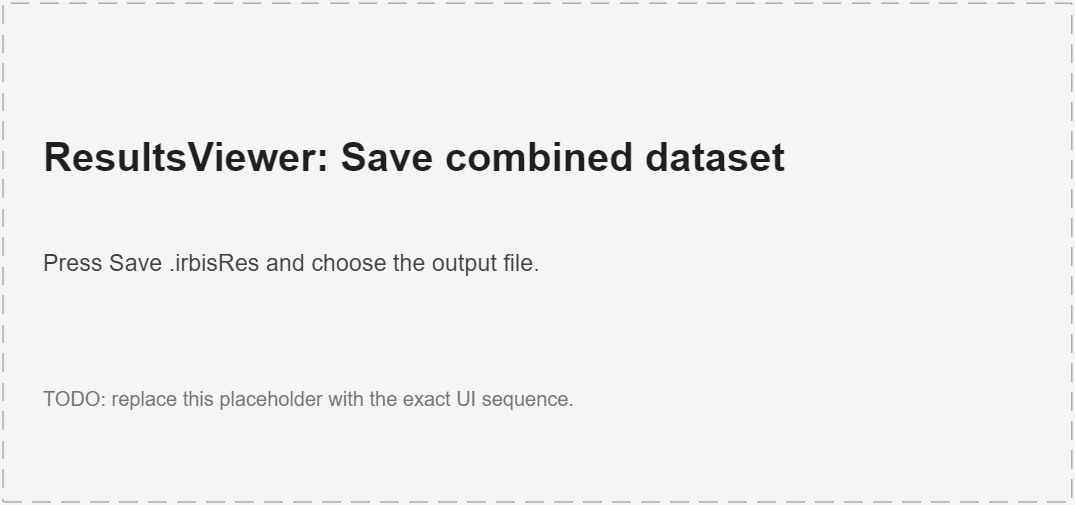 ResultsViewer: Save combined dataset
Press Save .irbisRes and choose the output file.
TODO: replace this placeholder with the exact UI sequence.